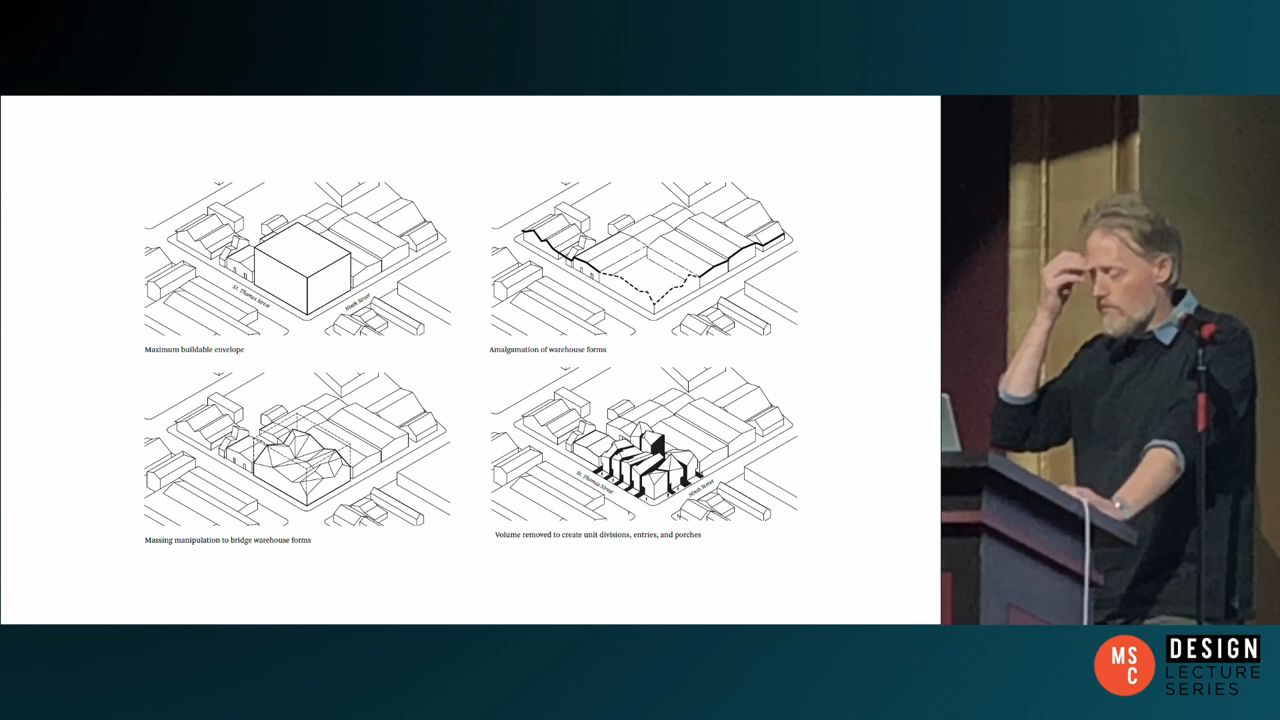 St. Thomas Street
Ninth Street
Maximum buildable envelope
Amalgamation of warehouse forms
St. Thomas Street
Ninth Street
Massing manipulation to bridge warehouse forms
Volume removed to create unit divisions, entries, and porches
MS
C
DESIGN
LECTURE
SERIES